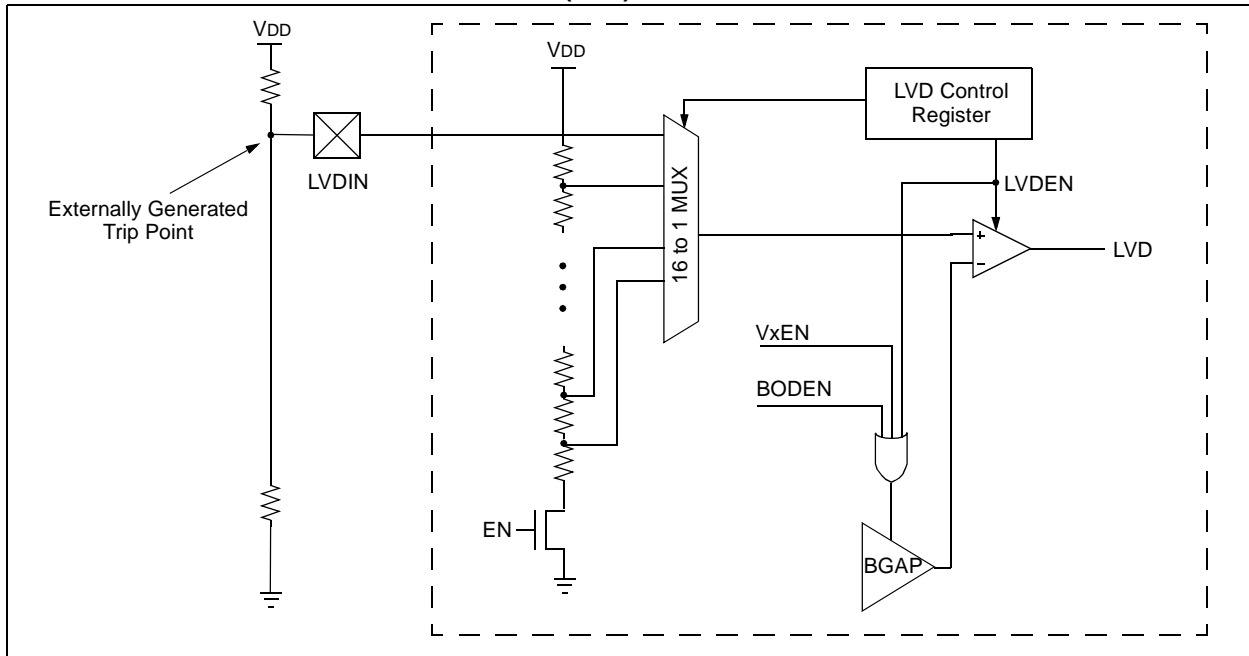 VDD
VDD
LVD Control
Register
LVDIN
LVDEN
16 to 1 MUX
Externally Generated
Trip Point
+
–
LVD
VxEN
BODEN
EN
BGAP